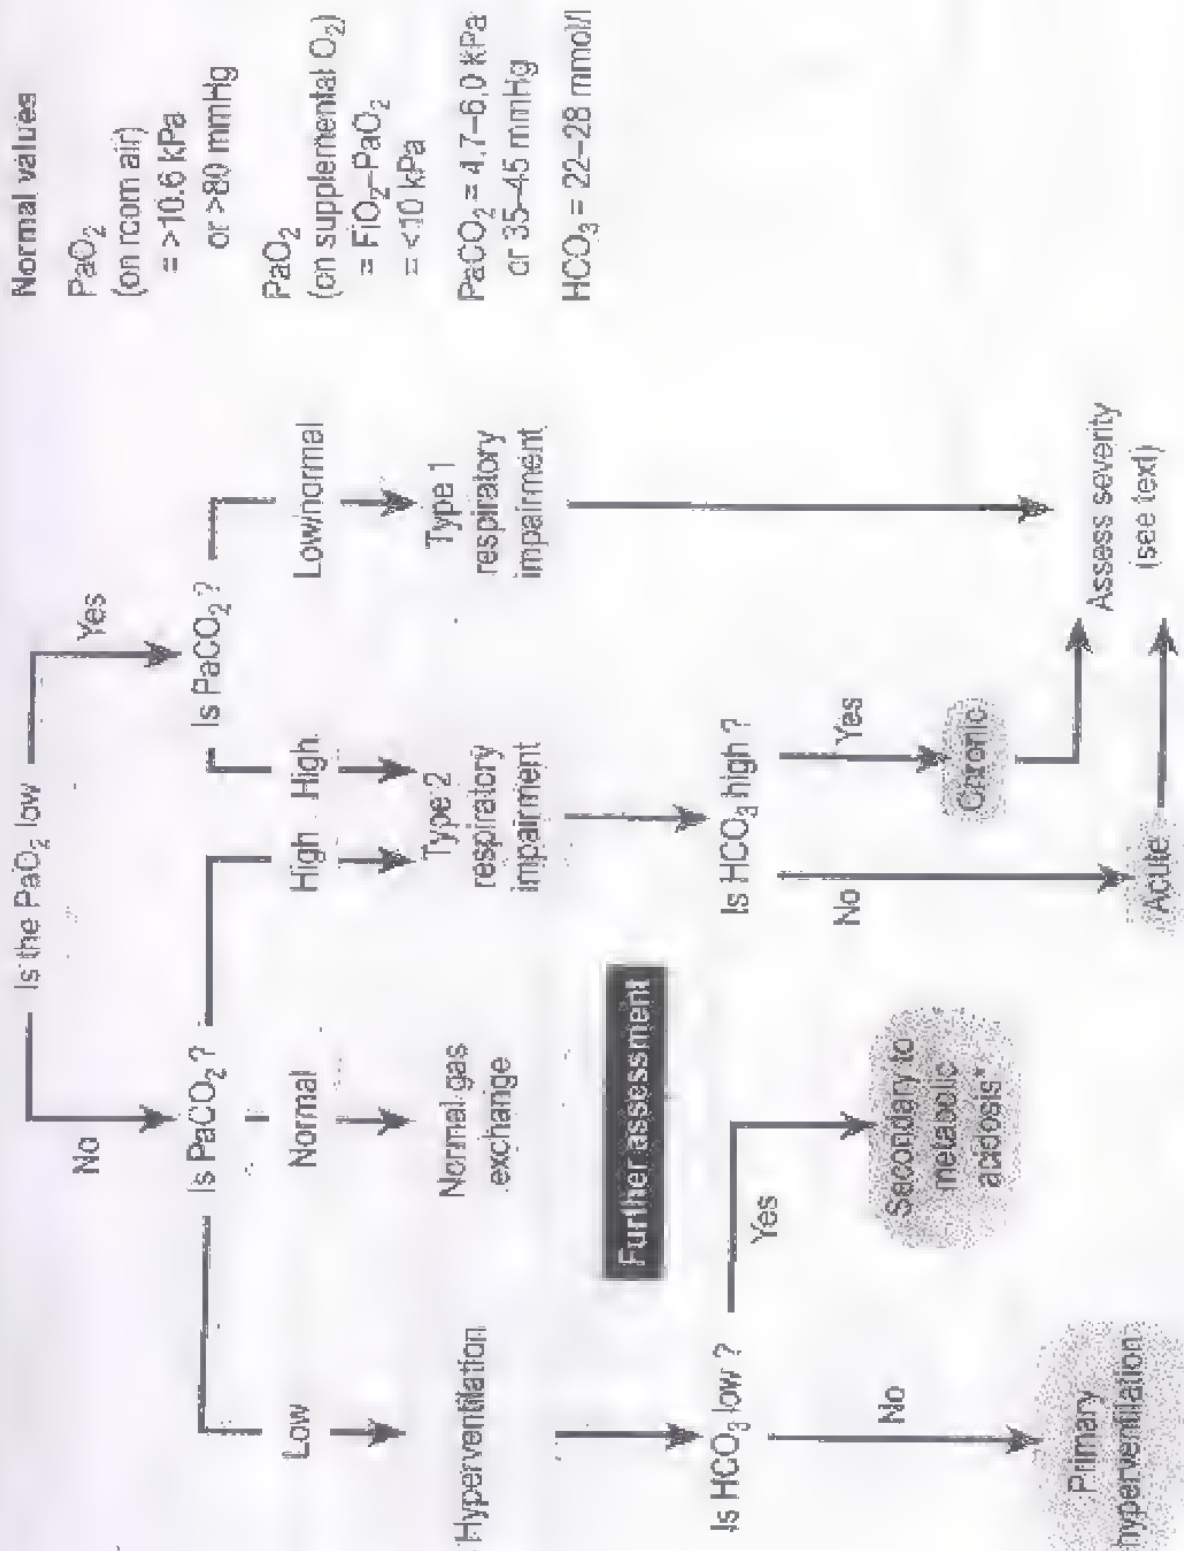 Is the PaO₂ low
No
Yes
Is PaCO₂ ?
Is PaCO₂ ?
Low
Normal
High
High
Low/normal
Hyperventilation
Normal gas
exchange
Type 2
respiratory
impairment
Type 1
respiratory
impairment
Further assessment
Is HCO₃ low ?
Yes
No
Secondary to
metabolic
acidosis*
Primary
hyperventilation
Is HCO₃ high ?
No
Yes
Chronic
Acute
Assess severity
(see text)
Normal values
PaO₂
(on room air)
= >10.6 kPa
or >80 mmHg
PaO₂
(on supplemental O₂)
= FiO₂–PaO₂
= <10 kPa
PaCO₂ = 4.7–6.0 kPa
or 35–45 mmHg
HCO₃ = 22–28 mmol/l